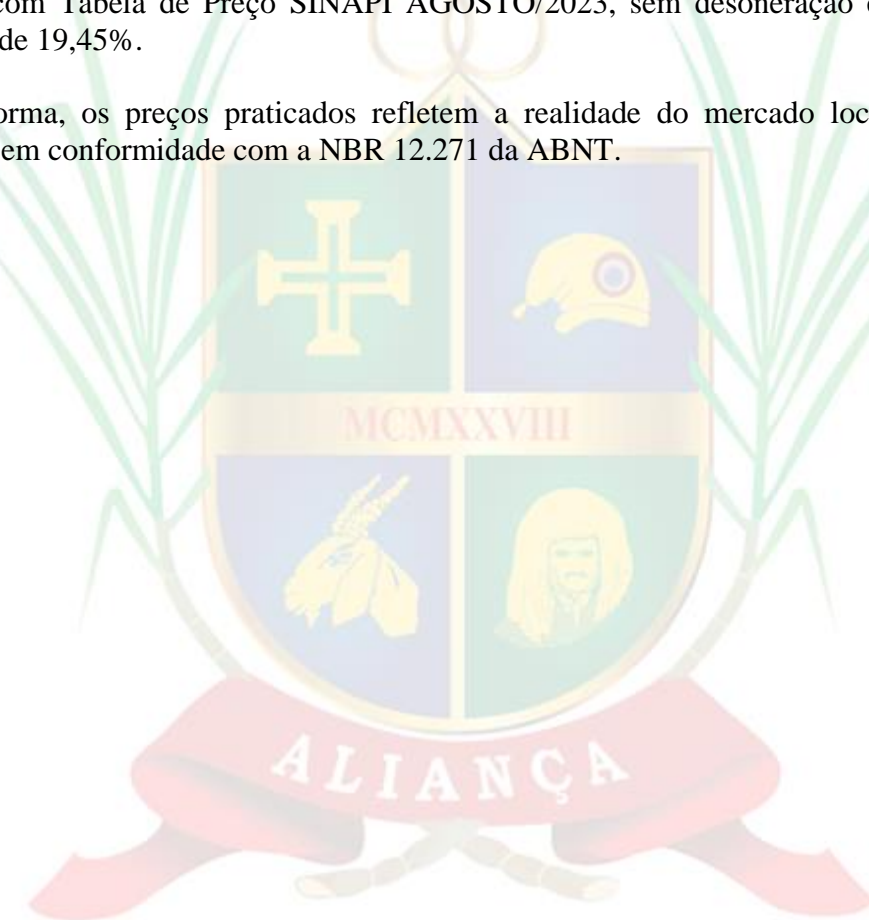 com Tabela de Preço SINAPI AGOSTO/2023, sem desoneração
de 19,45%.
orma, os preços praticados refletem a realidade do mercado loc
em conformidade com a NBR 12.271 da ABNT.
MCMXXVIII
ALIANÇA